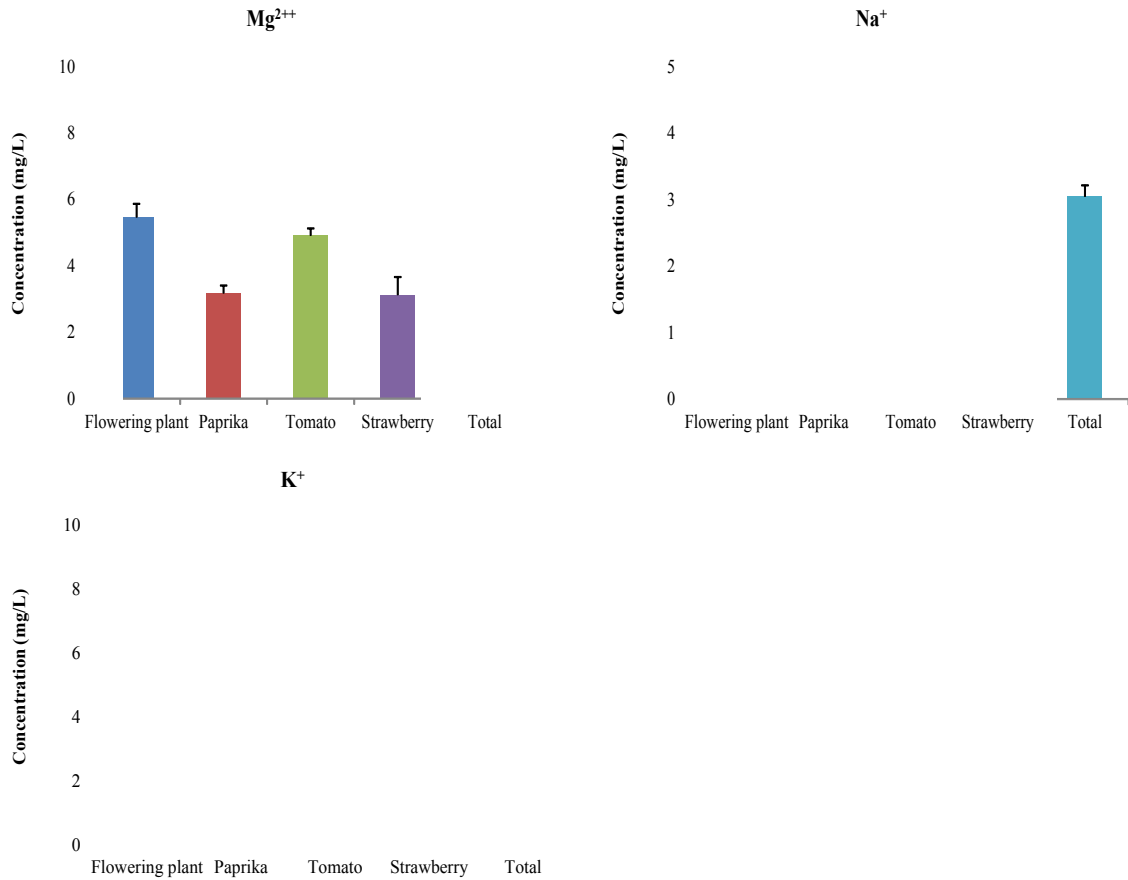 Mg²⁺⁺
Concentration (mg/L)
10
8
6
4
2
0
Flowering plant Paprika Tomato Strawberry Total
Na⁺
Concentration (mg/L)
5
4
3
2
1
0
Flowering plant Paprika Tomato Strawberry Total
K⁺
Concentration (mg/L)
10
8
6
4
2
0
Flowering plant Paprika Tomato Strawberry Total